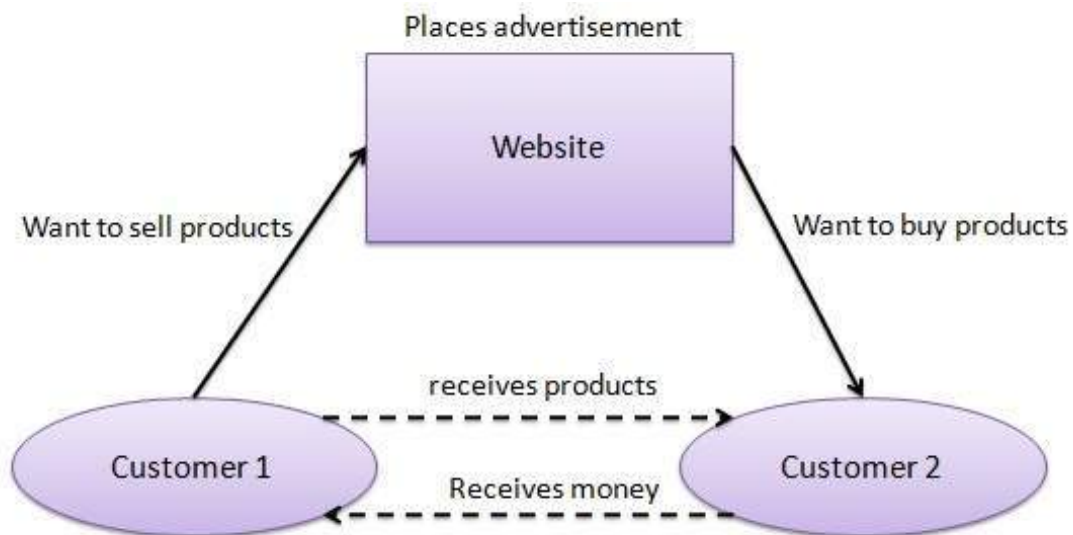 Places advertisement
Website
Want to sell products
Want to buy products
receives products
Customer 1
Customer 2
Receives money